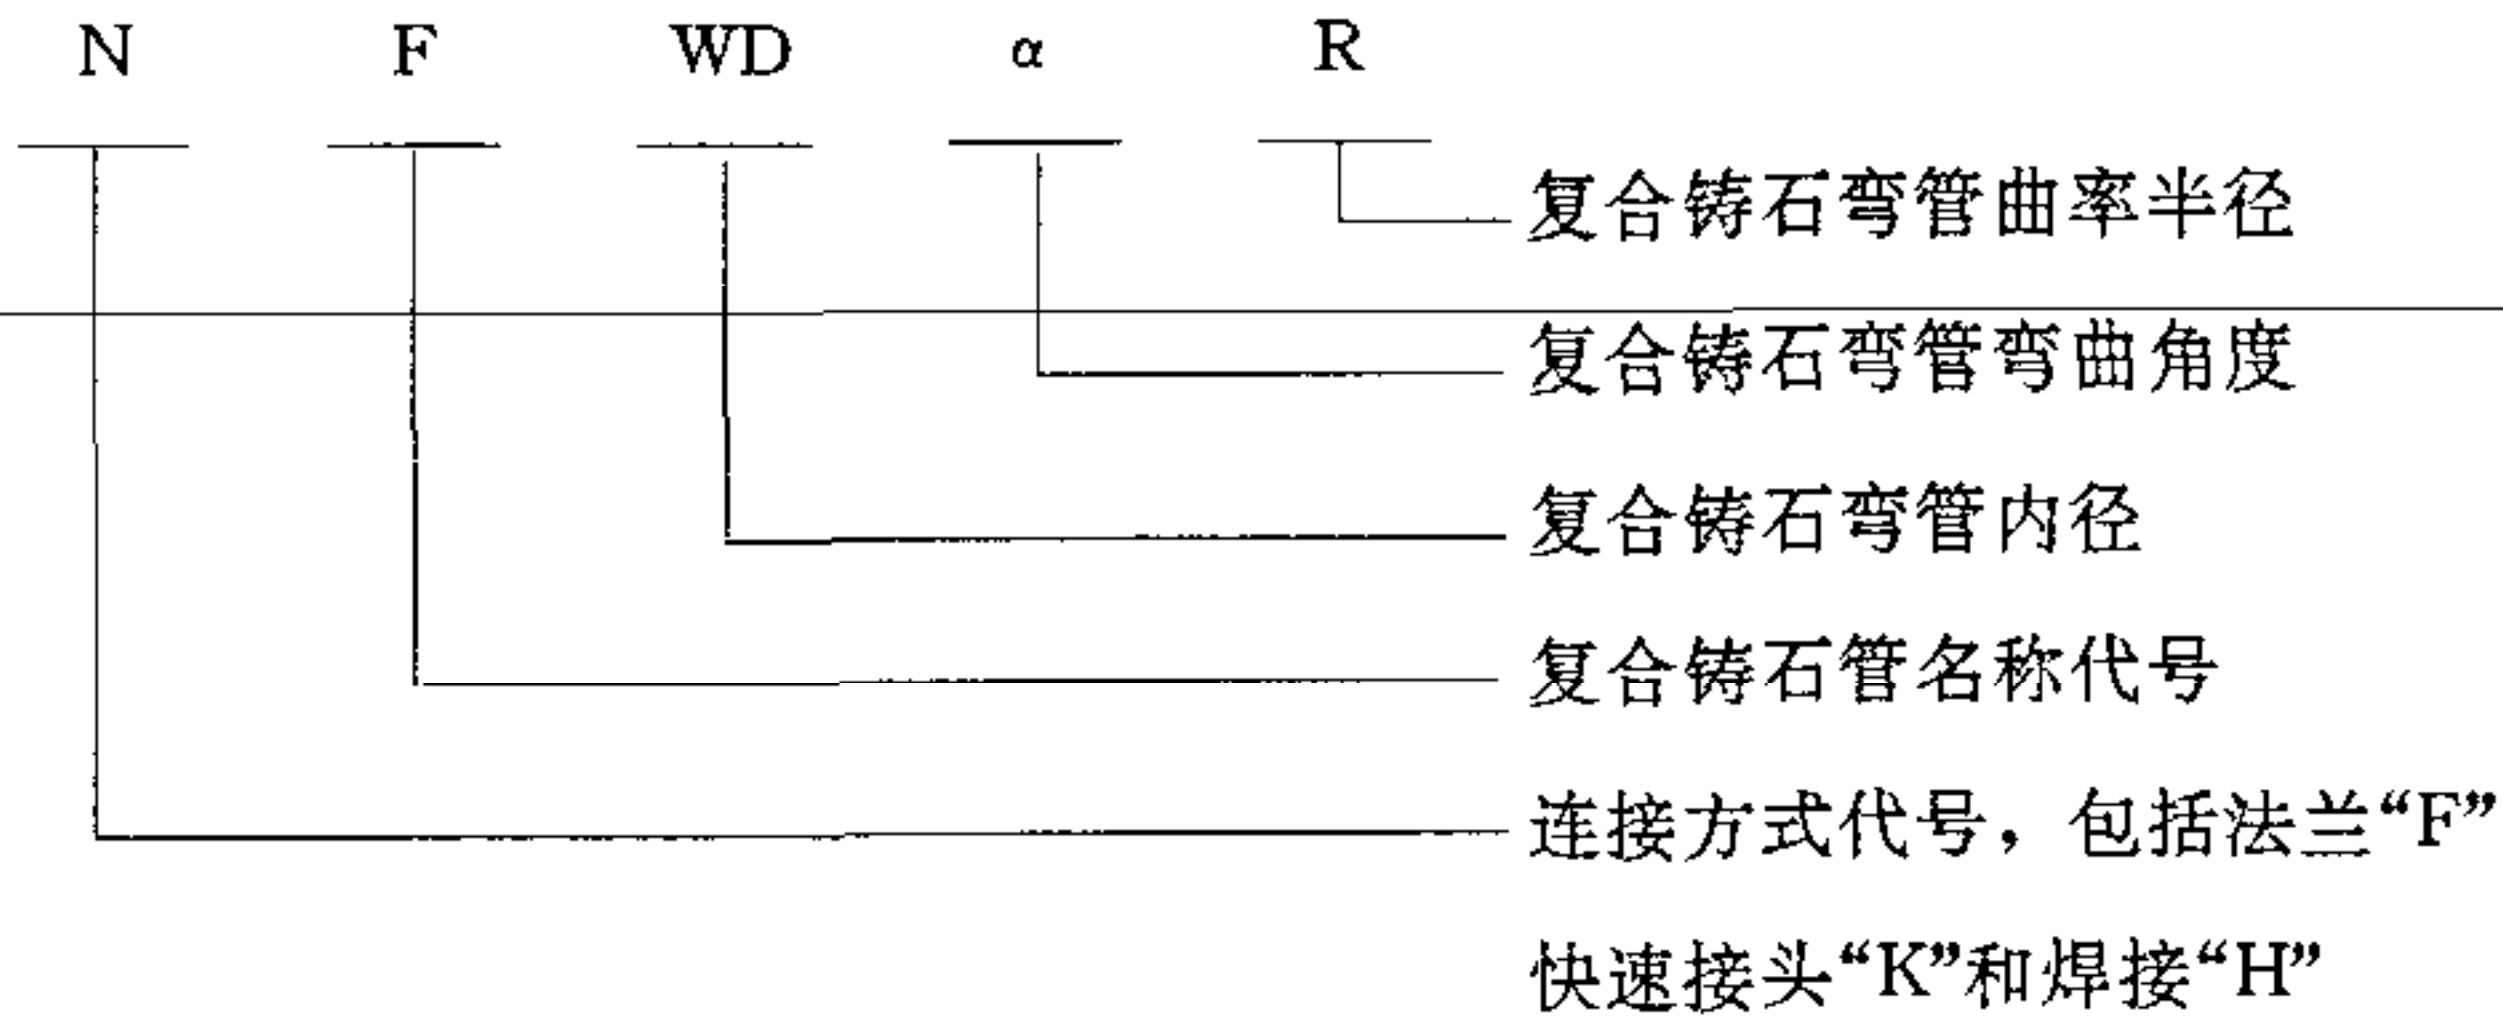 N F WD α R
复合铸石弯管曲率半径
复合铸石弯管弯曲角度
复合铸石弯管内径
复合铸石管名称代号
连接方式代号，包括法兰“F”
快速接头“K”和焊接“H”